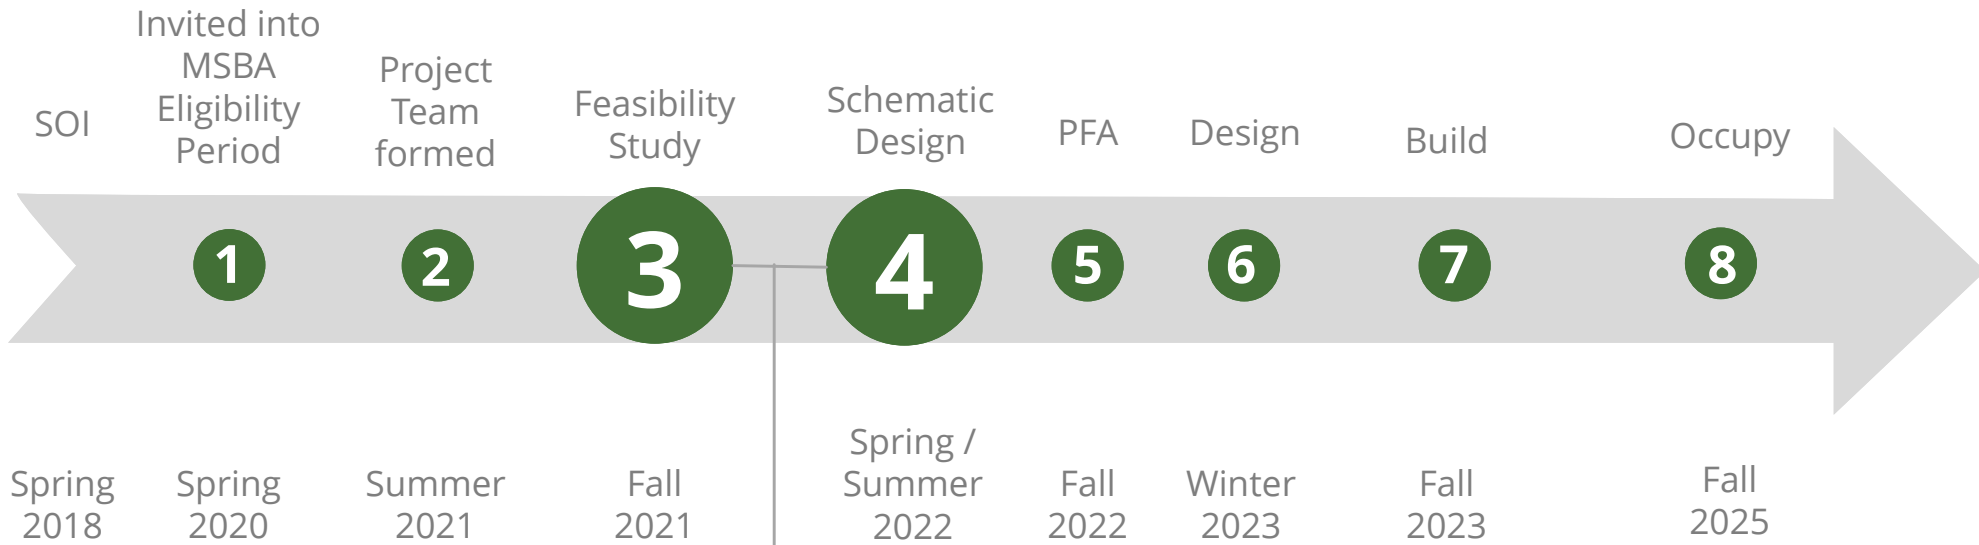 SOI
Invited into
MSBA
Eligibility
Period
Project
Team
formed
Feasibility
Study
Schematic
Design
PFA
Design
Build
Occupy
1
2
3
4
5
6
7
8
Spring
2018
Spring
2020
Summer
2021
Fall
2021
Spring /
Summer
2022
Fall
2022
Winter
2023
Fall
2023
Fall
2025